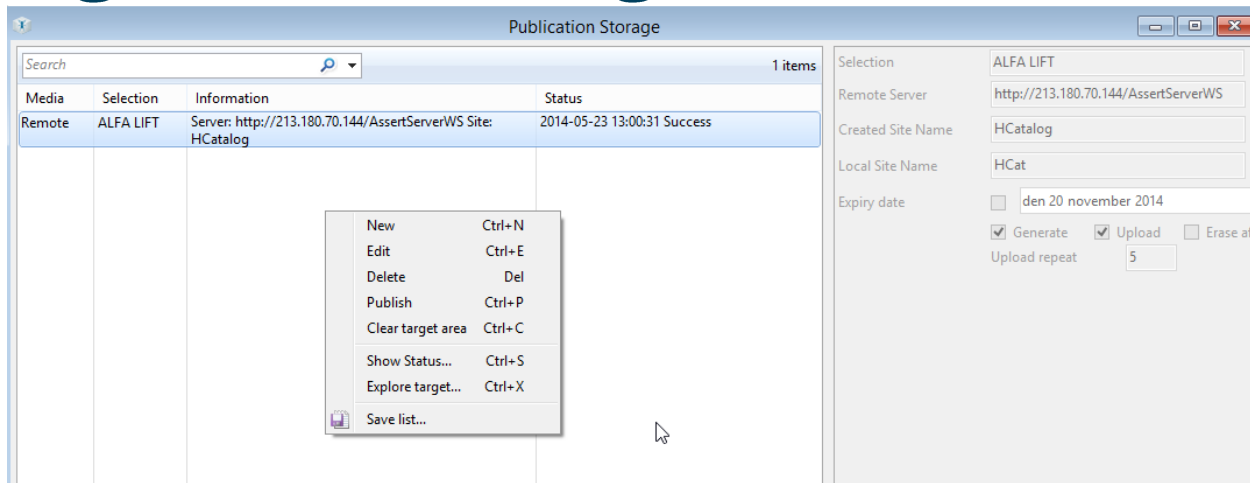 Publication Storage
Search
1 items
Media Selection Information Status
Remote ALFA LIFT Server: http://213.180.70.144/AssertServerWS Site: 2014-05-23 13:00:31 Success
HCatalog
New Ctrl+N
Edit Ctrl+E
Delete Del
Publish Ctrl+P
Clear target area Ctrl+C
Show Status... Ctrl+S
Explore target... Ctrl+X
Save list...
Selection ALFA LIFT
Remote Server http://213.180.70.144/AssertServerWS
Created Site Name HCatalog
Local Site Name HCat
Expiry date den 20 november 2014
Generate Upload Erase
Upload repeat 5